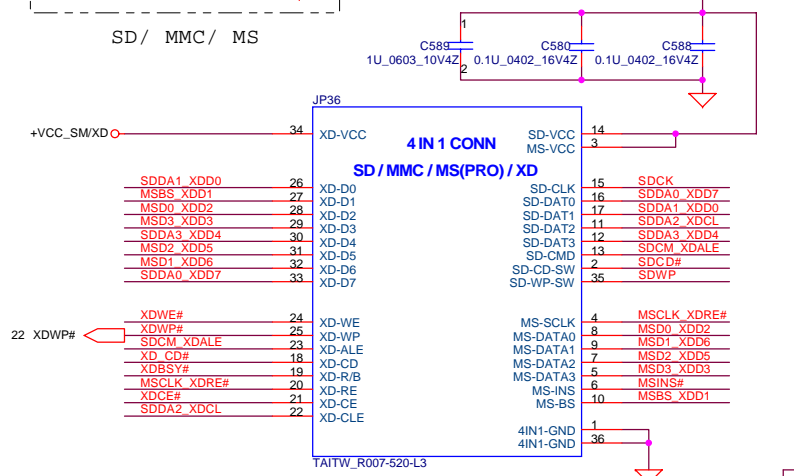 SD/ MMC/ MS
1
C589
1U_0603_10V4Z
2
C580
0.1U_0402_16V4Z
C588
0.1U_0402_16V4Z
JP36
4 IN 1 CONN
SD / MMC / MS(PRO) / XD
+VCC_SM/XD 34 XD-VCC
SD-VCC 14
MS-VCC 3
SDDA1_XDD0 26 XD-D0
MSBS_XDD1 27 XD-D1
MSD0_XDD2 28 XD-D2
MSD3_XDD3 29 XD-D3
SDDA3_XDD4 30 XD-D4
MSD2_XDD5 31 XD-D5
MSD1_XDD6 32 XD-D6
SDDA0_XDD7 33 XD-D7
SD-CLK 15 SDCK
SD-DAT0 16 SDDA0_XDD7
SD-DAT1 17 SDDA1_XDD0
SD-DAT2 11 SDDA2_XDCL
SD-DAT3 12 SDDA3_XDD4
SD-CMD 13 SDCM_XDALE
SD-CD-SW 2 SDCD#
SD-WP-SW 35 SDWP
XDWE# 24 XD-WE
22 XDWP# XDWP# 25 XD-WP
SDCM_XDALE 23 XD-ALE
XD_CD# 18 XD-CD
XDBSY# 19 XD-R/B
MSCLK_XDRE# 20 XD-RE
XDCE# 21 XD-CE
SDDA2_XDCL 22 XD-CLE
MS-SCLK 4 MSCLK_XDRE#
MS-DATA0 8 MSD0_XDD2
MS-DATA1 9 MSD1_XDD6
MS-DATA2 7 MSD2_XDD5
MS-DATA3 5 MSD3_XDD3
MS-INS 6 MSINS#
MS-BS 10 MSBS_XDD1
4IN1-GND 1
4IN1-GND 36
TAITW_R007-520-L3